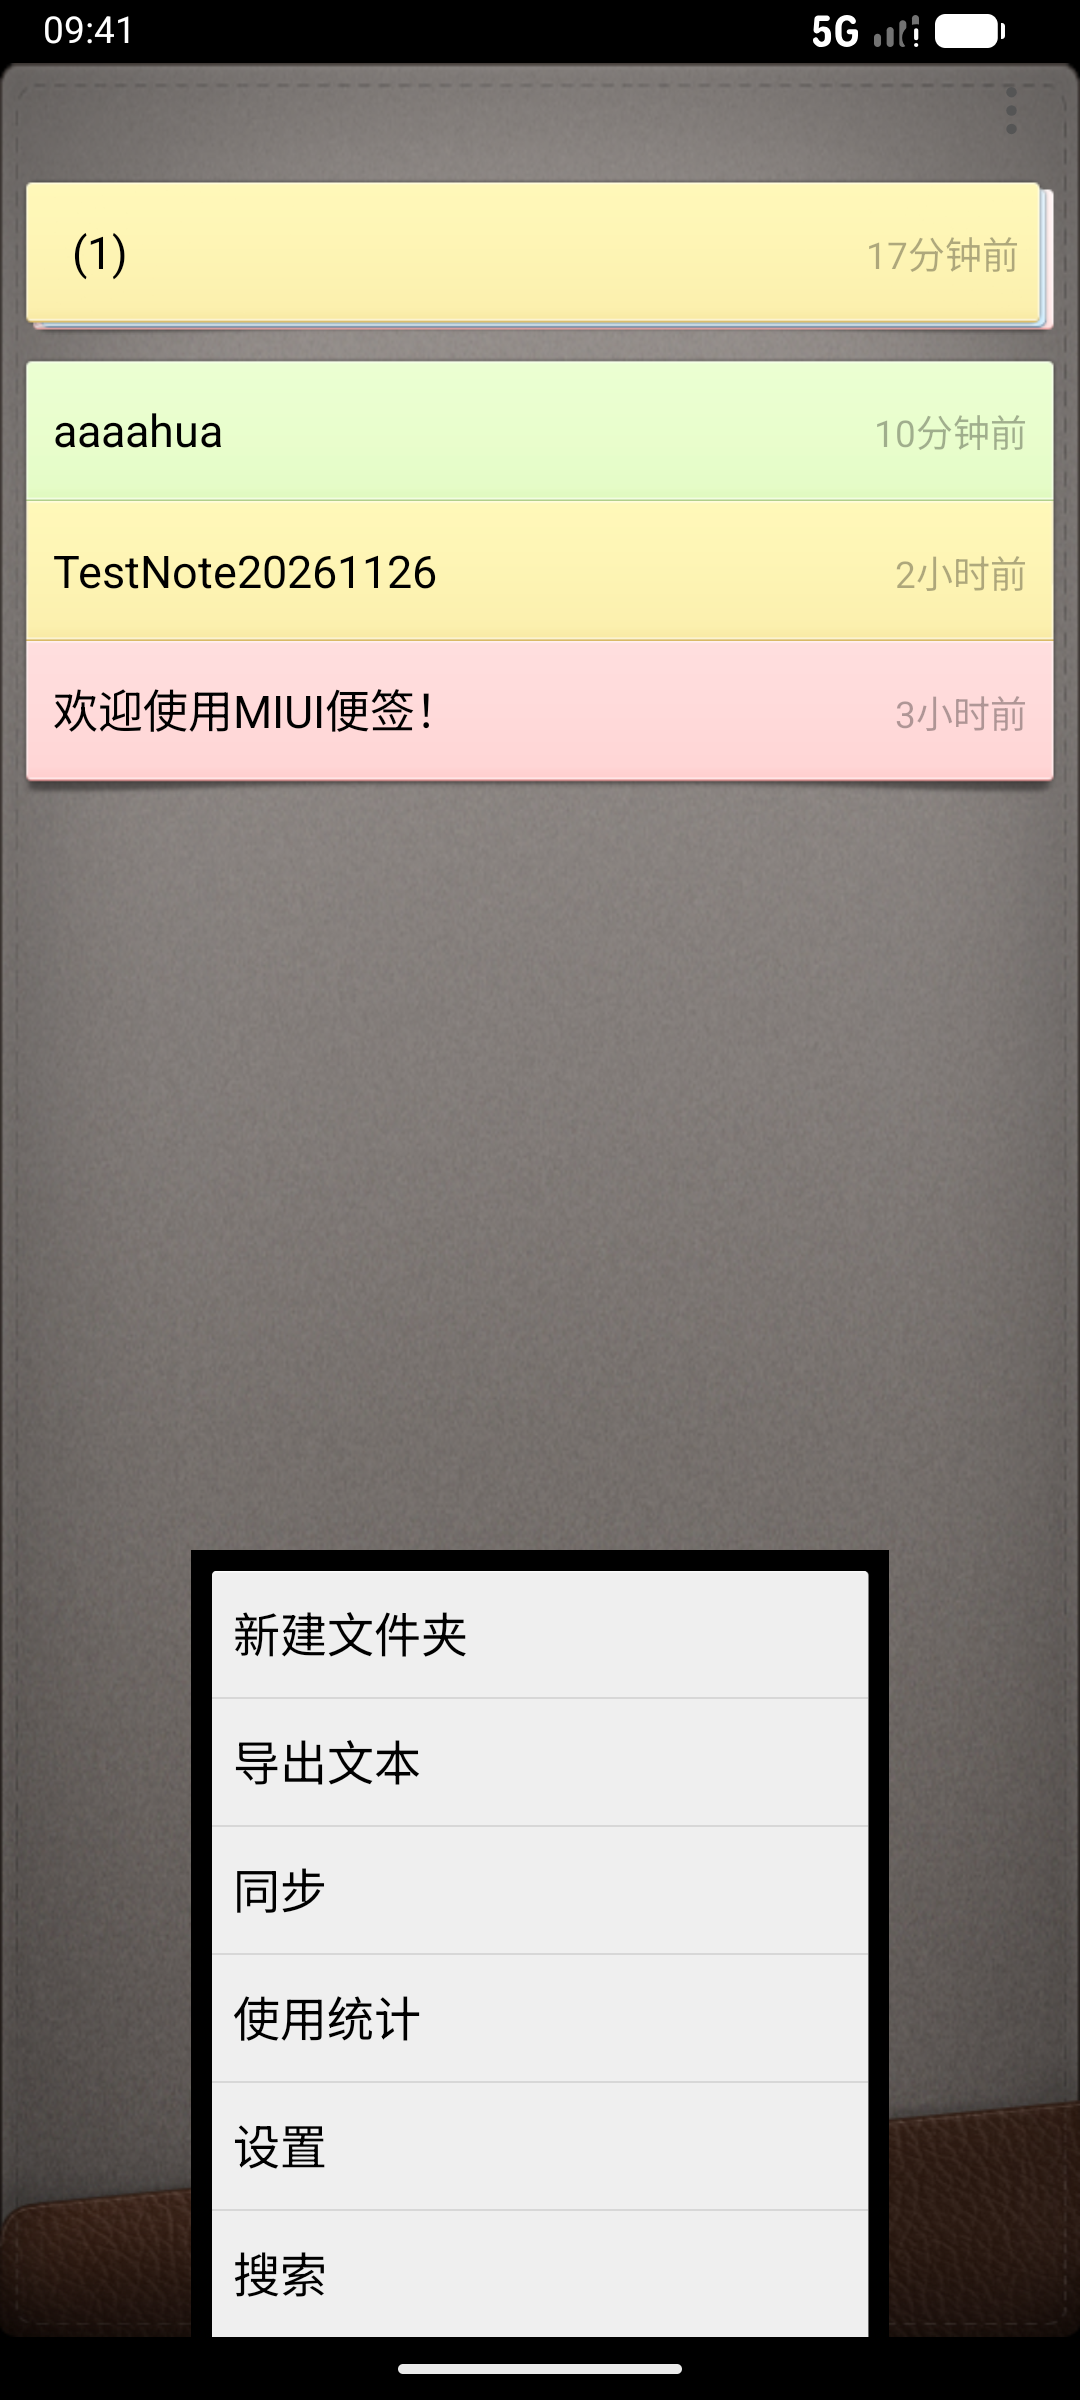 09:41 5G
(1) 17分钟前
aaaahua 10分钟前
TestNote20261126 2小时前
欢迎使用MIUI便签！ 3小时前
新建文件夹
导出文本
同步
使用统计
设置
搜索